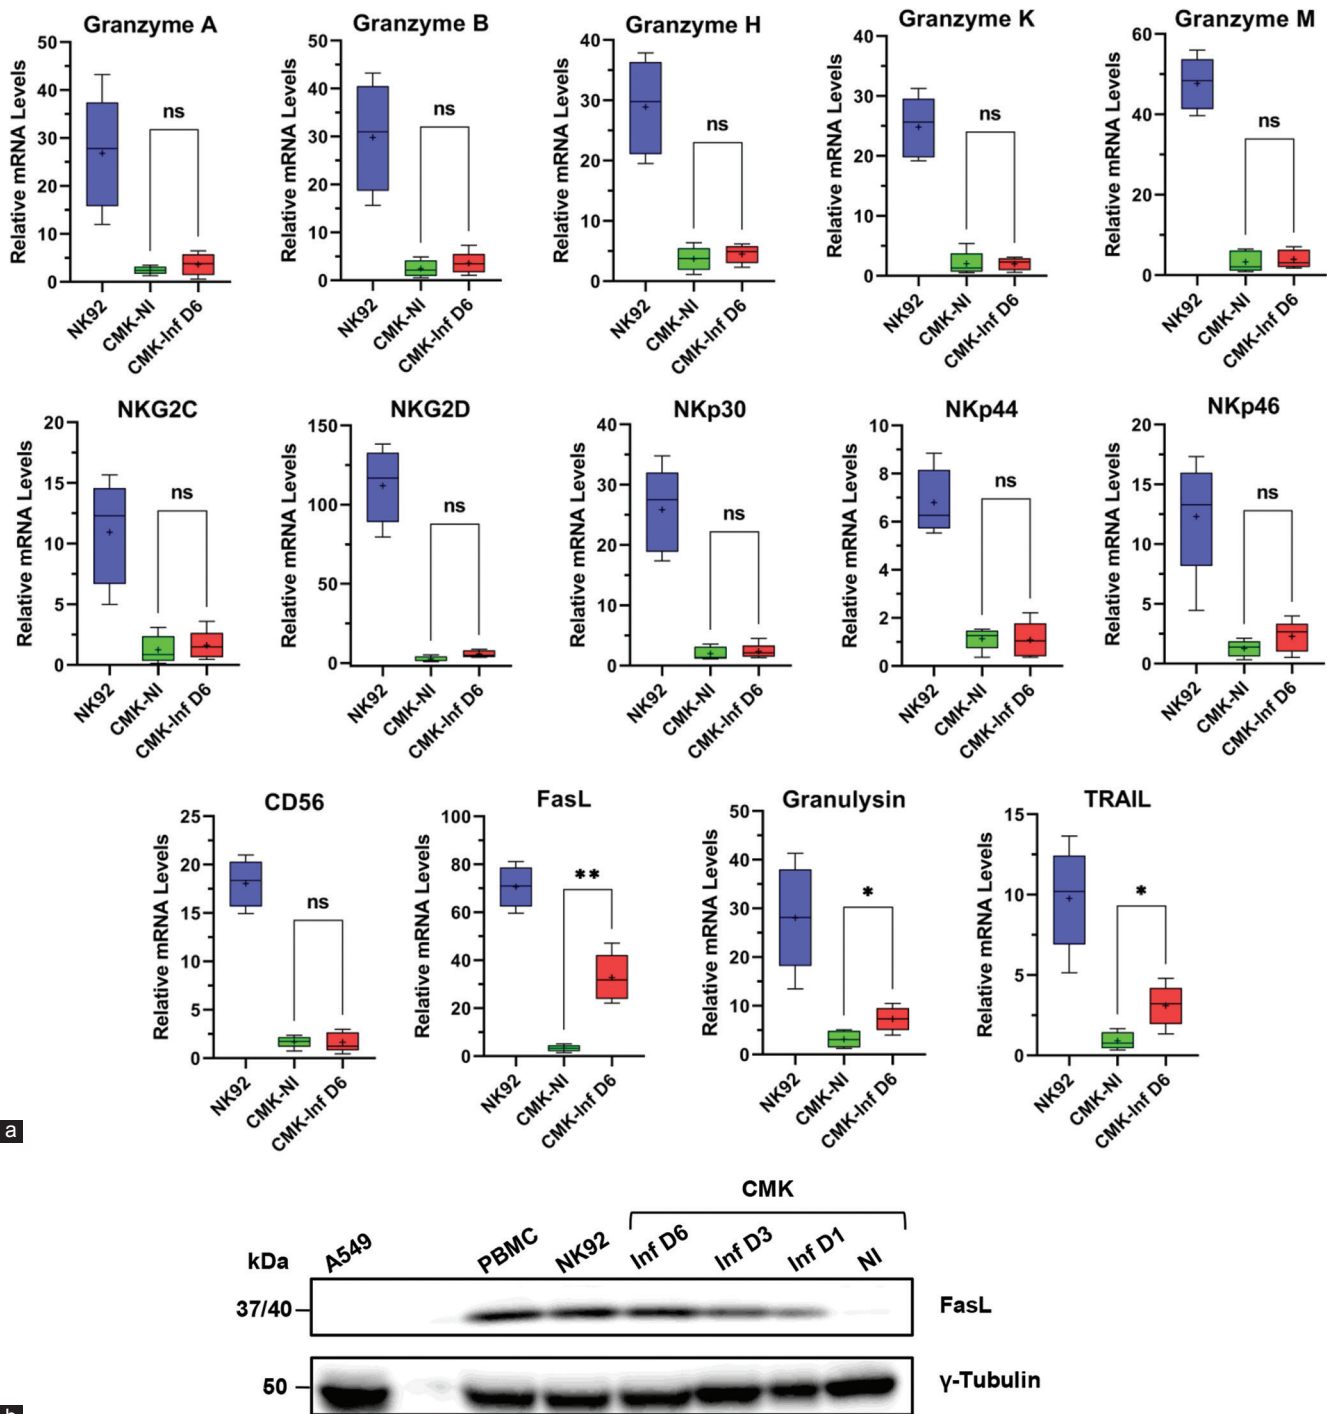 Granzyme A
Relative mRNA Levels
50
40
30
20
10
0
ns
NK92
CMK-NI
CMK-Inf D6
Granzyme B
Relative mRNA Levels
50
40
30
20
10
0
ns
NK92
CMK-NI
CMK-Inf D6
Granzyme H
Relative mRNA Levels
40
30
20
10
0
ns
NK92
CMK-NI
CMK-Inf D6
Granzyme K
Relative mRNA Levels
40
30
20
10
0
ns
NK92
CMK-NI
CMK-Inf D6
Granzyme M
Relative mRNA Levels
60
40
20
0
ns
NK92
CMK-NI
CMK-Inf D6
NKG2C
Relative mRNA Levels
20
15
10
5
0
ns
NK92
CMK-NI
CMK-Inf D6
NKG2D
Relative mRNA Levels
150
100
50
0
ns
NK92
CMK-NI
CMK-Inf D6
NKp30
Relative mRNA Levels
40
30
20
10
0
ns
NK92
CMK-NI
CMK-Inf D6
NKp44
Relative mRNA Levels
10
8
6
4
2
0
ns
NK92
CMK-NI
CMK-Inf D6
NKp46
Relative mRNA Levels
20
15
10
5
0
ns
NK92
CMK-NI
CMK-Inf D6
CD56
Relative mRNA Levels
25
20
15
10
5
0
ns
NK92
CMK-NI
CMK-Inf D6
FasL
Relative mRNA Levels
100
80
60
40
20
0
**
NK92
CMK-NI
CMK-Inf D6
Granulysin
Relative mRNA Levels
50
40
30
20
10
0
*
NK92
CMK-NI
CMK-Inf D6
TRAIL
Relative mRNA Levels
15
10
5
0
*
NK92
CMK-NI
CMK-Inf D6
a
CMK
kDa
A549
PBMC
NK92
Inf D6
Inf D3
Inf D1
NI
37/40
FasL
50
γ-Tubulin
b